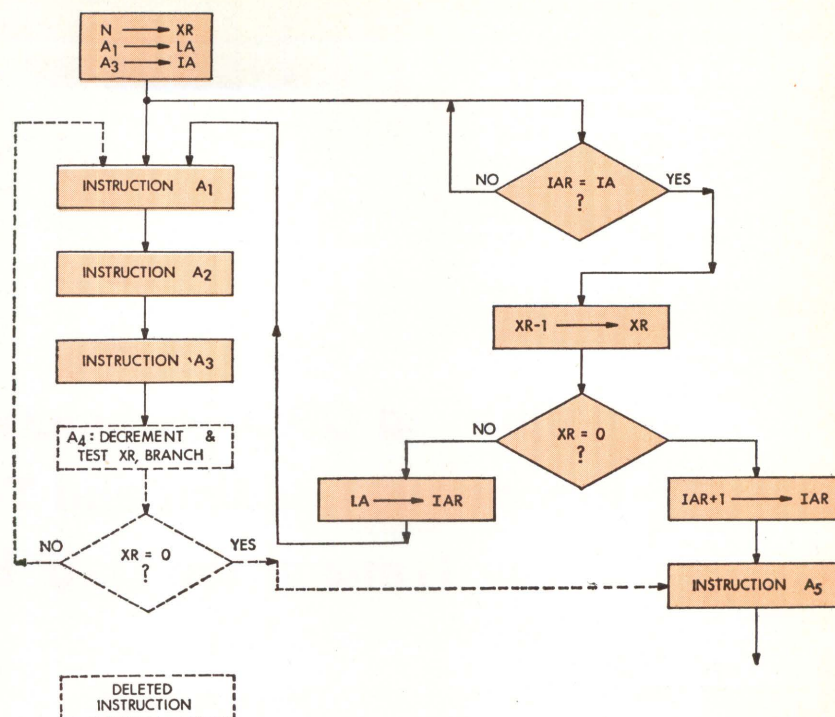 N → XR
A1 → LA
A3 → IA
INSTRUCTION A1
INSTRUCTION A2
INSTRUCTION A3
A4: DECREMENT &
TEST XR, BRANCH
NO
XR = 0
?
YES
NO
IAR = IA
?
YES
XR-1 → XR
NO
XR = 0
?
LA → IAR
IAR+1 → IAR
INSTRUCTION A5
DELETED
INSTRUCTION